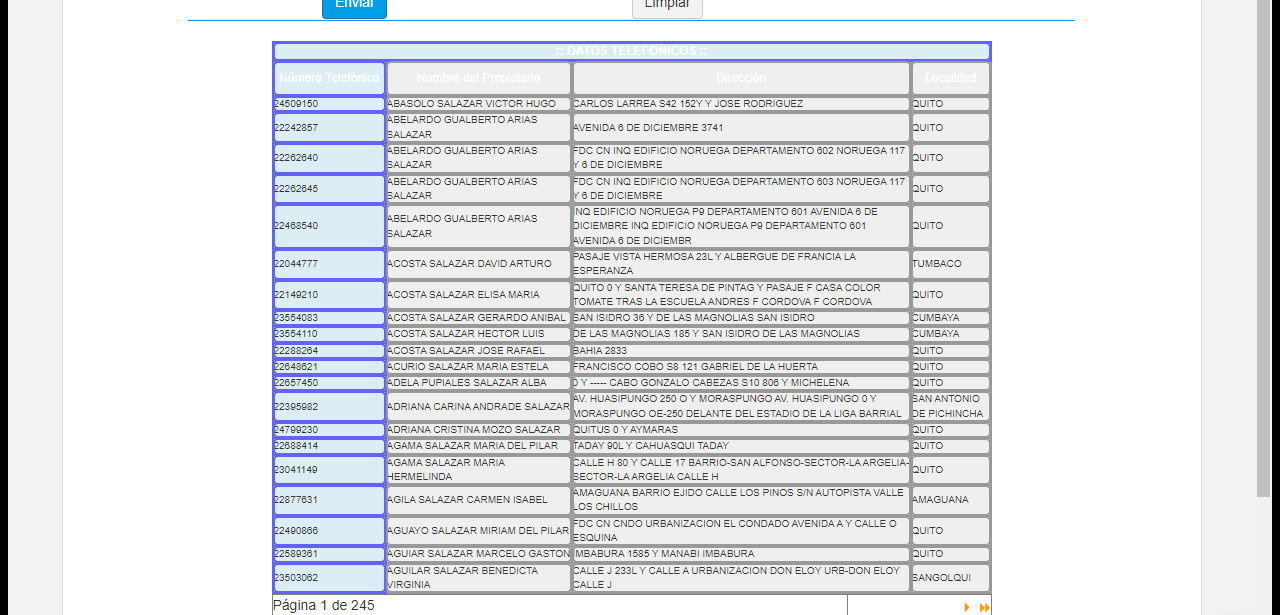 Enviar Limpiar
:: DATOS TELEFÓNICOS ::
Número Telefónico Nombre del Propietario Dirección Localidad
24509150 ABASOLO SALAZAR VICTOR HUGO CARLOS LARREA S42 152Y Y JOSE RODRIGUEZ QUITO
22242857 ABELARDO GUALBERTO ARIAS
SALAZAR AVENIDA 6 DE DICIEMBRE 3741 QUITO
22262640 ABELARDO GUALBERTO ARIAS
SALAZAR FDC CN INQ EDIFICIO NORUEGA DEPARTAMENTO 602 NORUEGA 117
Y 6 DE DICIEMBRE QUITO
22262645 ABELARDO GUALBERTO ARIAS
SALAZAR FDC CN INQ EDIFICIO NORUEGA DEPARTAMENTO 603 NORUEGA 117
Y 6 DE DICIEMBRE QUITO
22468540 ABELARDO GUALBERTO ARIAS
SALAZAR INQ EDIFICIO NORUEGA P9 DEPARTAMENTO 601 AVENIDA 6 DE
DICIEMBRE INQ EDIFICIO NORUEGA P9 DEPARTAMENTO 601
AVENIDA 6 DE DICIEMBR QUITO
22044777 ACOSTA SALAZAR DAVID ARTURO PASAJE VISTA HERMOSA 23L Y ALBERGUE DE FRANCIA LA
ESPERANZA TUMBACO
22149210 ACOSTA SALAZAR ELISA MARIA QUITO 0 Y SANTA TERESA DE PINTAG Y PASAJE F CASA COLOR
TOMATE TRAS LA ESCUELA ANDRES F CORDOVA F CORDOVA QUITO
23554083 ACOSTA SALAZAR GERARDO ANIBAL SAN ISIDRO 36 Y DE LAS MAGNOLIAS SAN ISIDRO CUMBAYA
23554110 ACOSTA SALAZAR HECTOR LUIS DE LAS MAGNOLIAS 185 Y SAN ISIDRO DE LAS MAGNOLIAS CUMBAYA
22288264 ACOSTA SALAZAR JOSE RAFAEL BAHIA 2833 QUITO
22648621 ACURIO SALAZAR MARIA ESTELA FRANCISCO COBO S8 121 GABRIEL DE LA HUERTA QUITO
22657450 ADELA PUPIALES SALAZAR ALBA 0 Y ----- CABO GONZALO CABEZAS S10 806 Y MICHELENA QUITO
22395982 ADRIANA CARINA ANDRADE SALAZAR AV. HUASIPUNGO 250 O Y MORASPUNGO AV. HUASIPUNGO 0 Y
MORASPUNGO OE-250 DELANTE DEL ESTADIO DE LA LIGA BARRIAL SAN ANTONIO
DE PICHINCHA
24799230 ADRIANA CRISTINA MOZO SALAZAR QUITUS 0 Y AYMARAS QUITO
22688414 AGAMA SALAZAR MARIA DEL PILAR TADAY 90L Y CAHUASQUI TADAY QUITO
23041149 AGAMA SALAZAR MARIA
HERMELINDA CALLE H 80 Y CALLE 17 BARRIO-SAN ALFONSO-SECTOR-LA ARGELIA-
SECTOR-LA ARGELIA CALLE H QUITO
22877631 AGILA SALAZAR CARMEN ISABEL AMAGUANA BARRIO EJIDO CALLE LOS PINOS S/N AUTOPISTA VALLE
LOS CHILLOS AMAGUANA
22490866 AGUAYO SALAZAR MIRIAM DEL PILAR FDC CN CNDO URBANIZACION EL CONDADO AVENIDA A Y CALLE O
ESQUINA QUITO
22589361 AGUIAR SALAZAR MARCELO GASTON IMBABURA 1585 Y MANABI IMBABURA QUITO
23503062 AGUILAR SALAZAR BENEDICTA
VIRGINIA CALLE J 233L Y CALLE A URBANIZACION DON ELOY URB-DON ELOY
CALLE J SANGOLQUI
Página 1 de 245